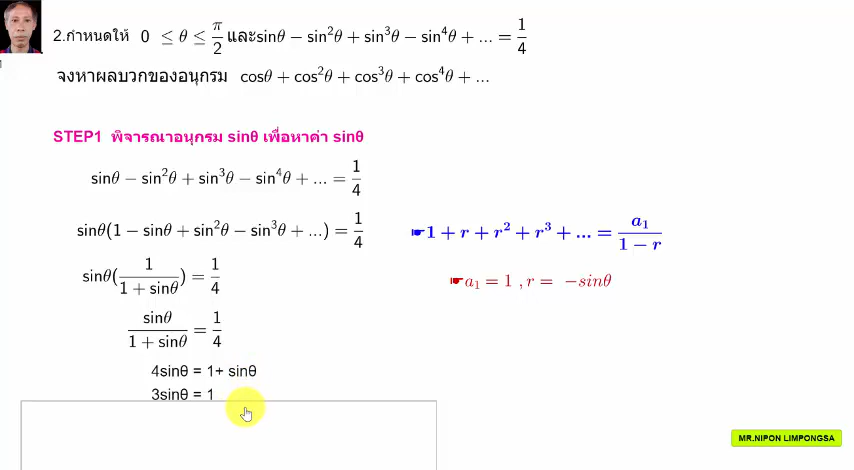 2.กำหนดให้ 0 ≤ θ ≤ π/2 และsinθ − sin²θ + sin³θ − sin⁴θ + ... = 1/4
จงหาผลบวกของอนุกรม cosθ + cos²θ + cos³θ + cos⁴θ + ...
STEP1 พิจารณาอนุกรม sinθ เพื่อหาค่า sinθ
sinθ − sin²θ + sin³θ − sin⁴θ + ... = 1/4
sinθ(1 − sinθ + sin²θ − sin³θ + ...) = 1/4
☛1 + r + r² + r³ + ... = a₁/(1 − r)
sinθ(1/(1 + sinθ)) = 1/4
☛a₁ = 1 , r = −sinθ
sinθ/(1 + sinθ) = 1/4
4sinθ = 1+ sinθ
3sinθ = 1
MR.NIPON LIMPONGSA